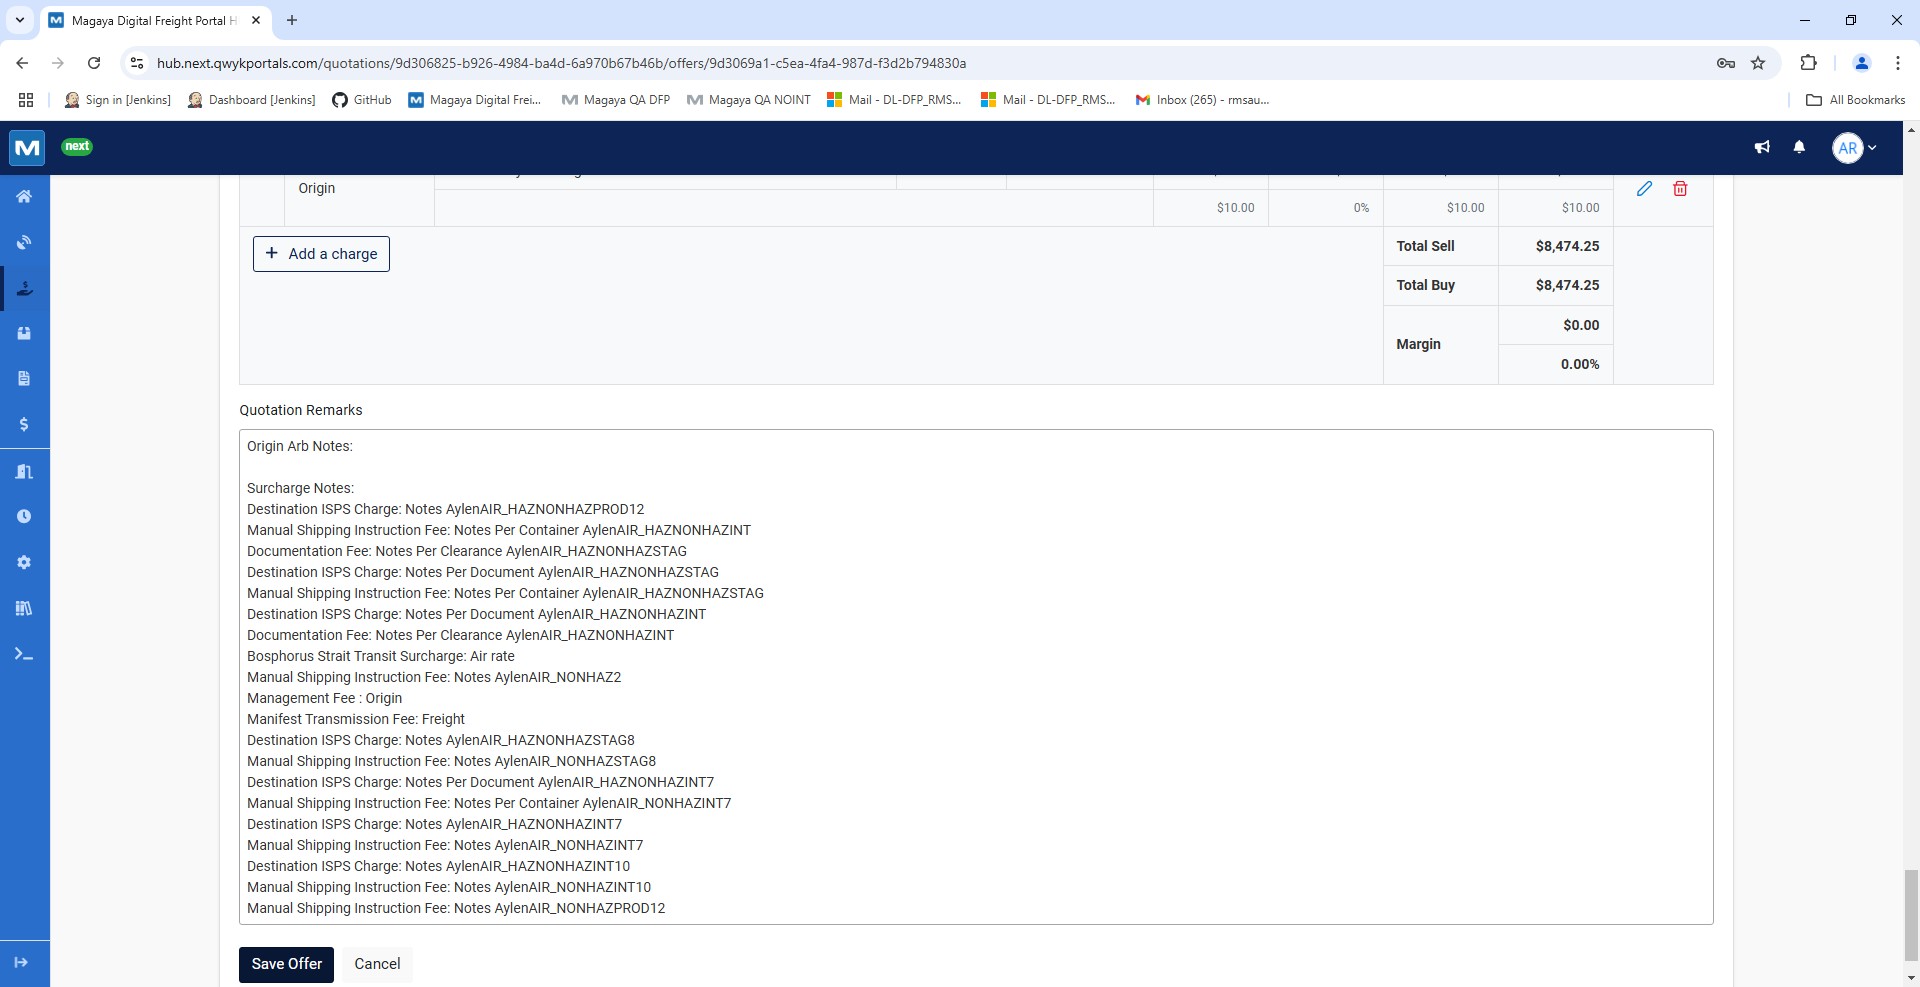 Magaya Digital Freight Portal H
hub.next.qwykportals.com/quotations/9d306825-b926-4984-ba4d-6a970b67b46b/offers/9d3069a1-c5ea-4fa4-987d-f3d2b794830a
Sign in [Jenkins] Dashboard [Jenkins] GitHub Magaya Digital Frei... Magaya QA DFP Magaya QA NOINT Mail - DL-DFP_RMS... Mail - DL-DFP_RMS... Inbox (265) - rmsau... All Bookmarks
next AR
Origin
$10.00 0% $10.00 $10.00
+ Add a charge
Total Sell $8,474.25
Total Buy $8,474.25
Margin $0.00
0.00%
Quotation Remarks
Origin Arb Notes:
Surcharge Notes:
Destination ISPS Charge: Notes AylenAIR_HAZNONHAZPROD12
Manual Shipping Instruction Fee: Notes Per Container AylenAIR_HAZNONHAZINT
Documentation Fee: Notes Per Clearance AylenAIR_HAZNONHAZSTAG
Destination ISPS Charge: Notes Per Document AylenAIR_HAZNONHAZSTAG
Manual Shipping Instruction Fee: Notes Per Container AylenAIR_HAZNONHAZSTAG
Destination ISPS Charge: Notes Per Document AylenAIR_HAZNONHAZINT
Documentation Fee: Notes Per Clearance AylenAIR_HAZNONHAZINT
Bosphorus Strait Transit Surcharge: Air rate
Manual Shipping Instruction Fee: Notes AylenAIR_NONHAZ2
Management Fee : Origin
Manifest Transmission Fee: Freight
Destination ISPS Charge: Notes AylenAIR_HAZNONHAZSTAG8
Manual Shipping Instruction Fee: Notes AylenAIR_NONHAZSTAG8
Destination ISPS Charge: Notes Per Document AylenAIR_HAZNONHAZINT7
Manual Shipping Instruction Fee: Notes Per Container AylenAIR_NONHAZINT7
Destination ISPS Charge: Notes AylenAIR_HAZNONHAZINT7
Manual Shipping Instruction Fee: Notes AylenAIR_NONHAZINT7
Destination ISPS Charge: Notes AylenAIR_HAZNONHAZINT10
Manual Shipping Instruction Fee: Notes AylenAIR_NONHAZINT10
Manual Shipping Instruction Fee: Notes AylenAIR_NONHAZPROD12
Save Offer Cancel